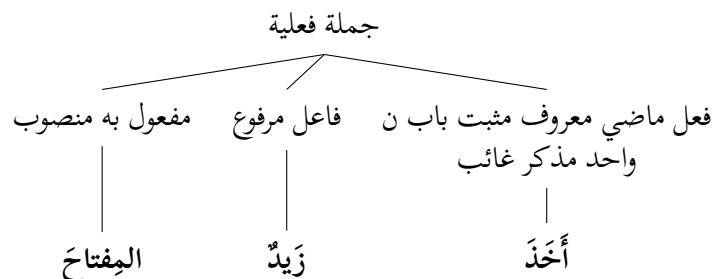 جملة فعلية
فعل ماضي معروف مثبت باب ن
واحد مذكر غائب
فاعل مرفوع
مفعول به منصوب
أَخَذَ
زَيدٌ
المِفتاحَ